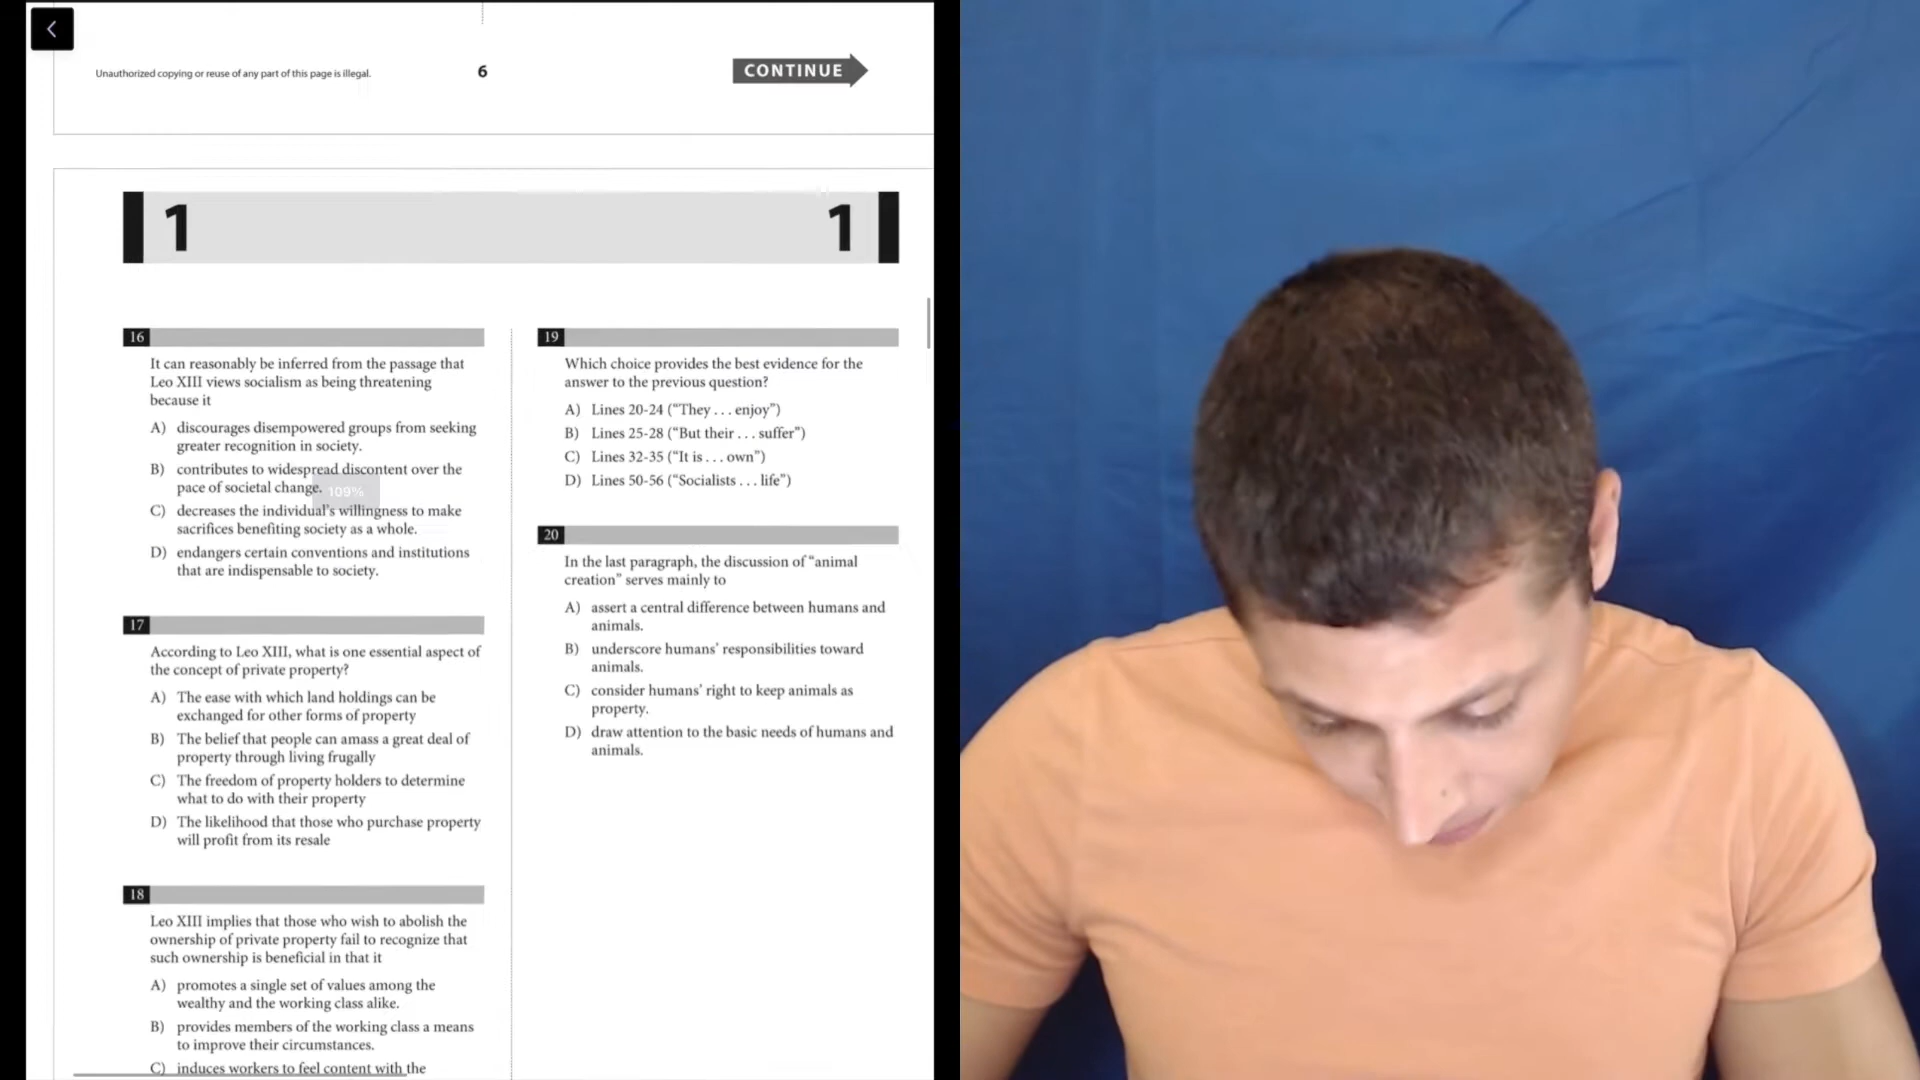 Unauthorized copying or reuse of any part of this page is illegal.
6
CONTINUE
1
1
16
It can reasonably be inferred from the passage that
Leo XIII views socialism as being threatening
because it
A) discourages disempowered groups from seeking
greater recognition in society.
B) contributes to widespread discontent over the
pace of societal change.
109%
C) decreases the individual's willingness to make
sacrifices benefiting society as a whole.
D) endangers certain conventions and institutions
that are indispensable to society.
17
According to Leo XIII, what is one essential aspect of
the concept of private property?
A) The ease with which land holdings can be
exchanged for other forms of property
B) The belief that people can amass a great deal of
property through living frugally
C) The freedom of property holders to determine
what to do with their property
D) The likelihood that those who purchase property
will profit from its resale
18
Leo XIII implies that those who wish to abolish the
ownership of private property fail to recognize that
such ownership is beneficial in that it
A) promotes a single set of values among the
wealthy and the working class alike.
B) provides members of the working class a means
to improve their circumstances.
C) induces workers to feel content with the
19
Which choice provides the best evidence for the
answer to the previous question?
A) Lines 20-24 (“They . . . enjoy”)
B) Lines 25-28 (“But their . . . suffer”)
C) Lines 32-35 (“It is . . . own”)
D) Lines 50-56 (“Socialists . . . life”)
20
In the last paragraph, the discussion of “animal
creation” serves mainly to
A) assert a central difference between humans and
animals.
B) underscore humans’ responsibilities toward
animals.
C) consider humans’ right to keep animals as
property.
D) draw attention to the basic needs of humans and
animals.